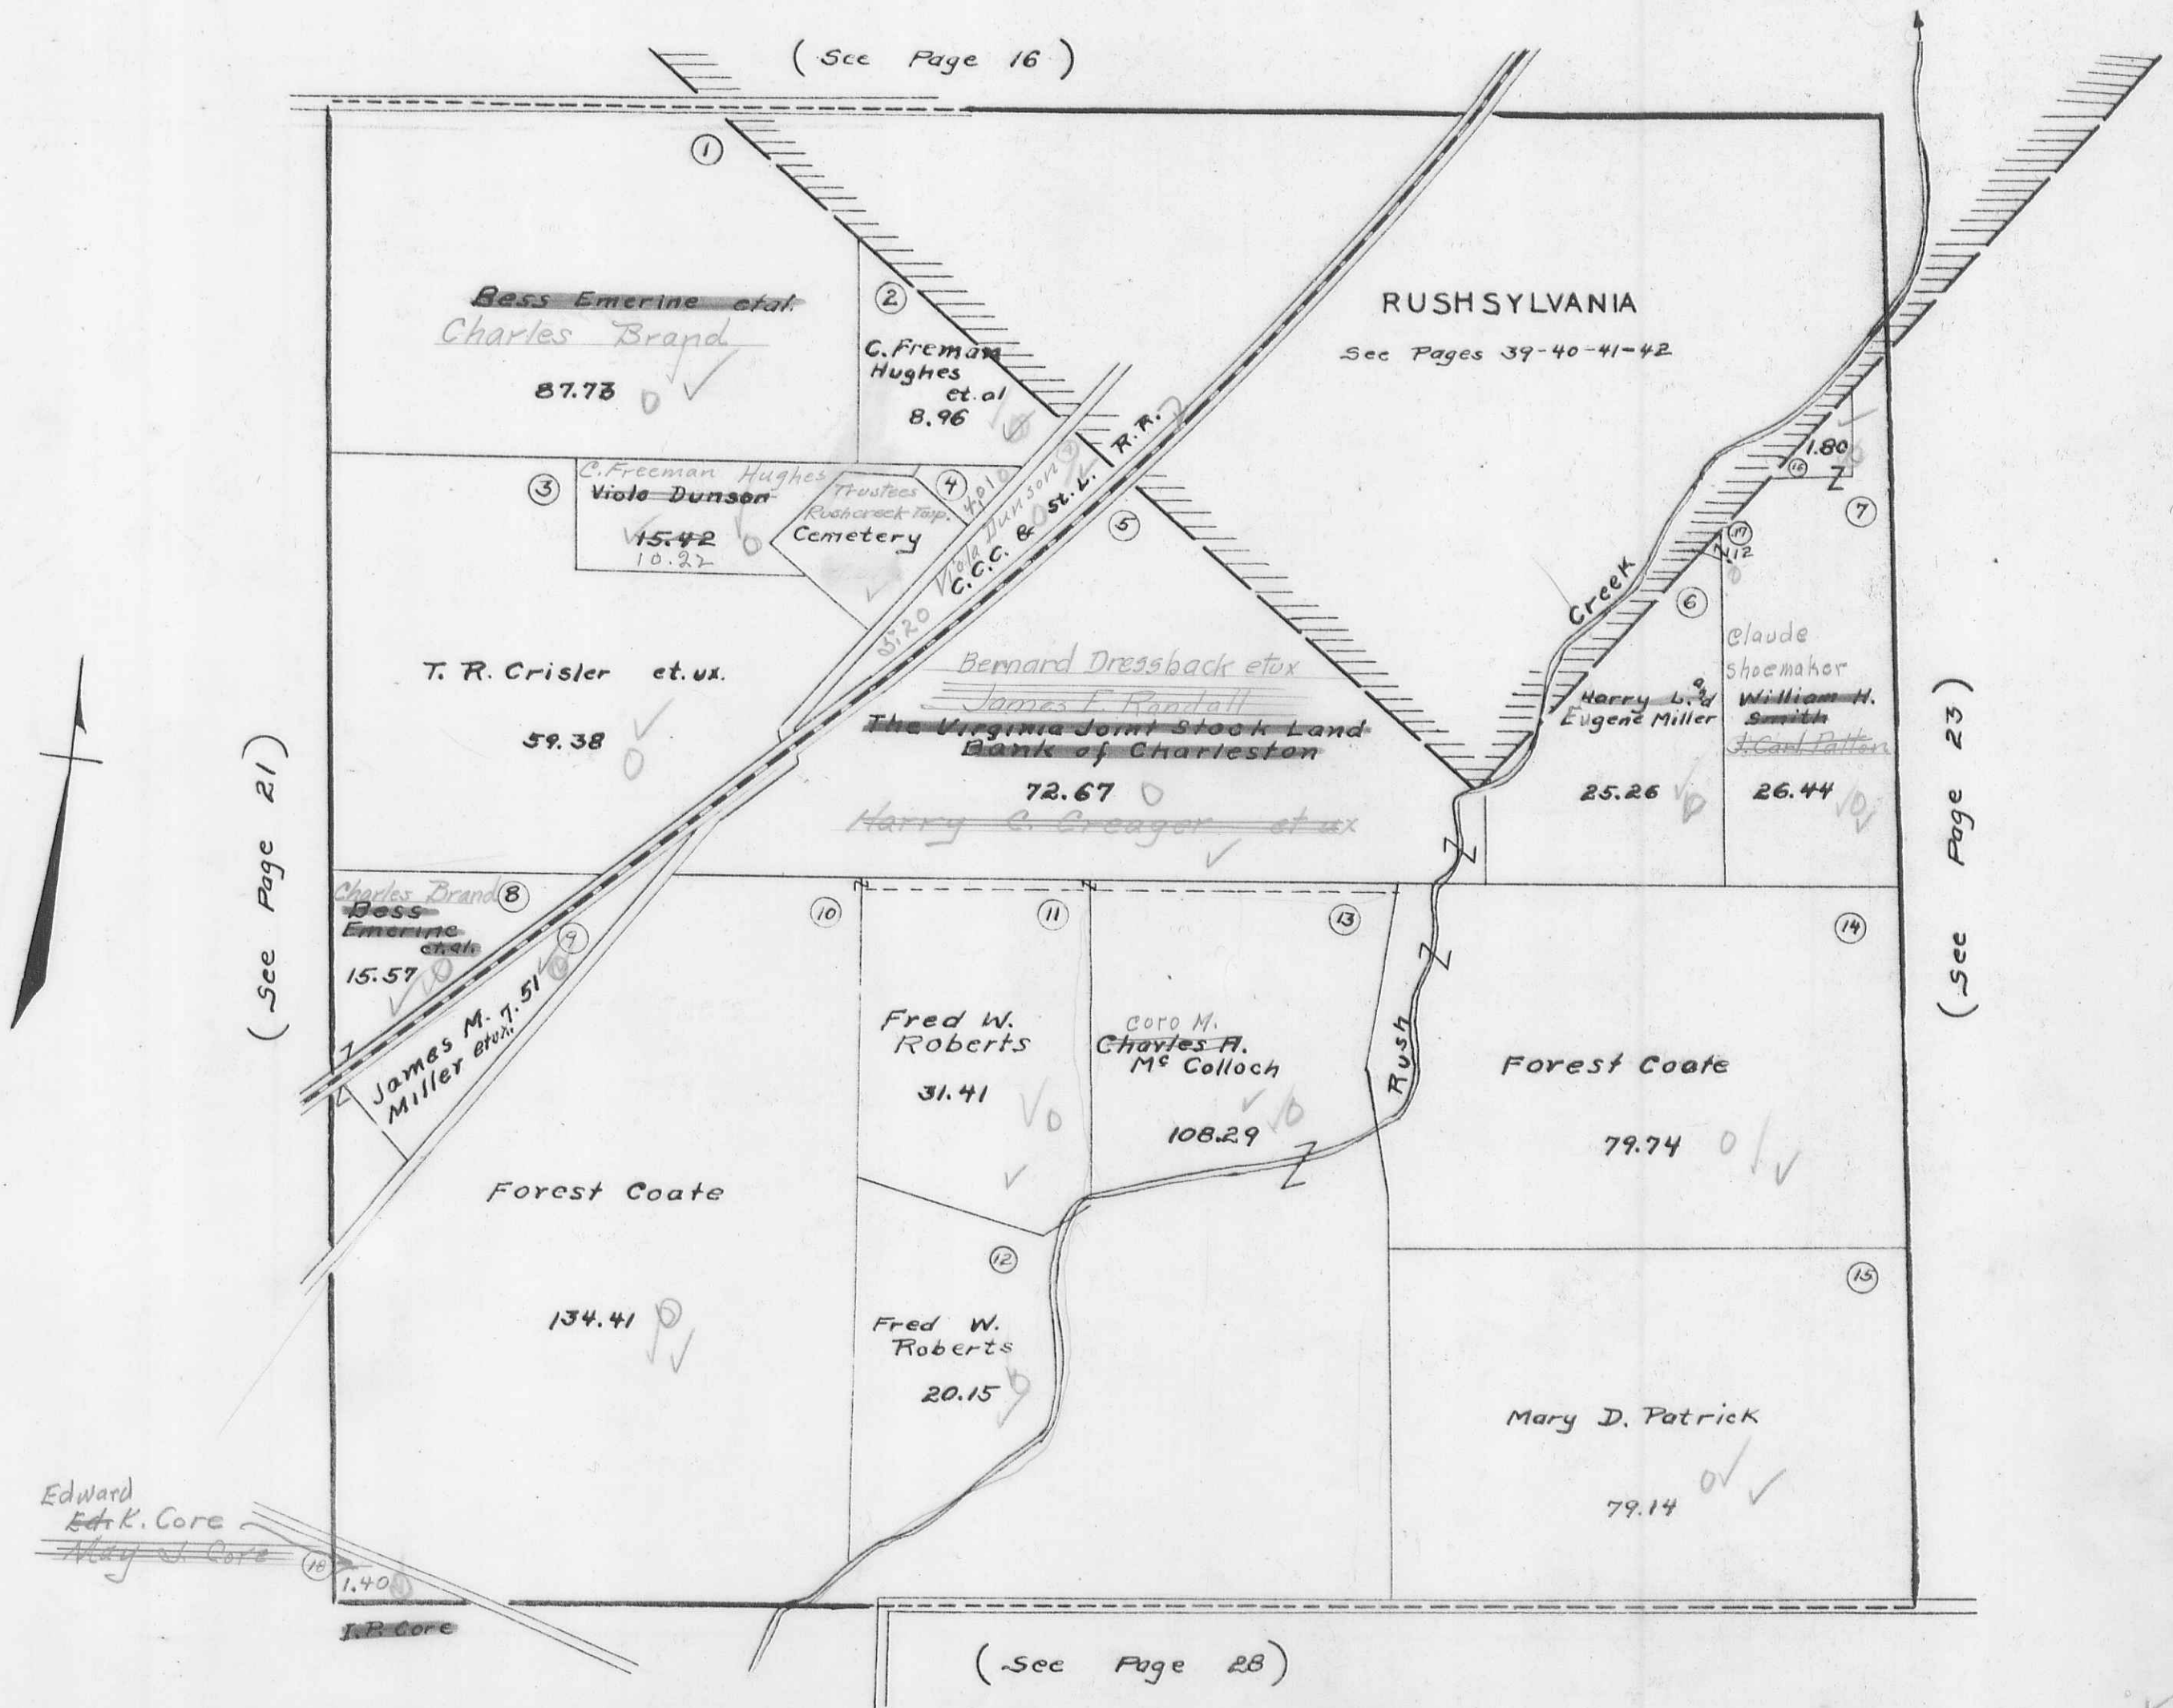 (See Page 16)
1
Bess Emerine etal.
Charles Brand
87.73
2
C. Freman
Hughes
et.al
8.96
RUSHSYLVANIA
See Pages 39-40-41-42
3
C. Freeman Hughes
Viola Dunson
15.42
10.22
Trustees
Rushcreek Twp.
Cemetery
4
4010
Viola Dunson
5.20
C.C.C. & St. L. R.R.
5
1.80
16
7
17
.12
6
Creek
T. R. Crisler et.ux.
59.38
Bernard Dressback etux
James F. Randall
The Virginia Joint Stock Land
Bank of Charleston
72.67
Harry C. Creager et ux
Harry L. and
Eugene Miller
25.26
Claude
Shoemaker
William H.
Smith
J. Carl Patton
26.44
(See Page 21)
(See Page 23)
Charles Brand
8
Bess
Emerine
et.al.
15.57
9
James M.
Miller etux.
7.51
10
11
13
14
Fred W.
Roberts
31.41
Coro M.
Charles A.
Mc Colloch
108.29
Rush
Forest Coate
79.74
Forest Coate
134.41
12
Fred W.
Roberts
20.15
15
Mary D. Patrick
79.14
Edward
Ed. K. Core
May J. Core
18
1.40
I.P. Core
(See Page 28)